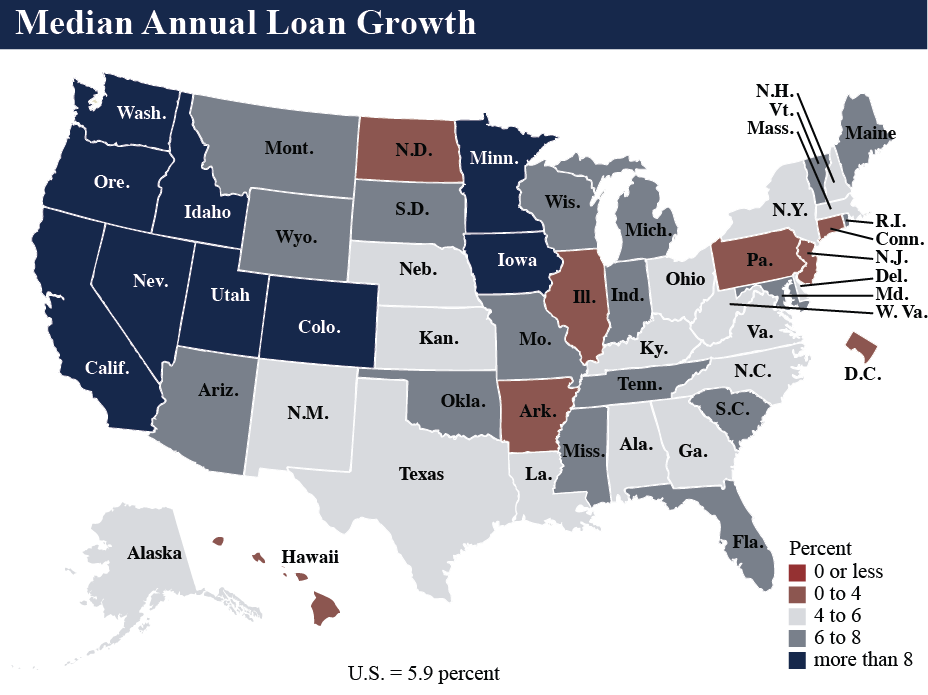 Median Annual Loan Growth
N.H.
Vt.
Mass.
Wash.
Mont.
N.D.
Minn.
Maine
Ore.
Idaho
S.D.
Wis.
Mich.
N.Y.
R.I.
Conn.
Wyo.
Nev.
Utah
Colo.
Neb.
Iowa
Ill.
Ind.
Ohio
Pa.
N.J.
Del.
Md.
W. Va.
Calif.
Kan.
Mo.
Ky.
Va.
D.C.
Ariz.
N.M.
Okla.
Ark.
Tenn.
N.C.
S.C.
Texas
La.
Miss.
Ala.
Ga.
Fla.
Alaska
Hawaii
Percent
0 or less
0 to 4
4 to 6
6 to 8
more than 8
U.S. = 5.9 percent